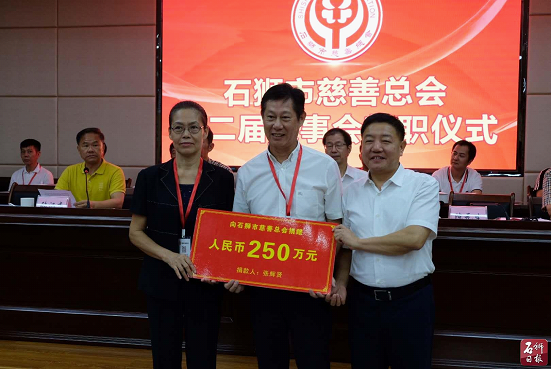 石狮市慈善总会
二届 事会 职仪式
向石狮市慈善总会捐赠
人民币250万元
捐款人：
石狮
日报